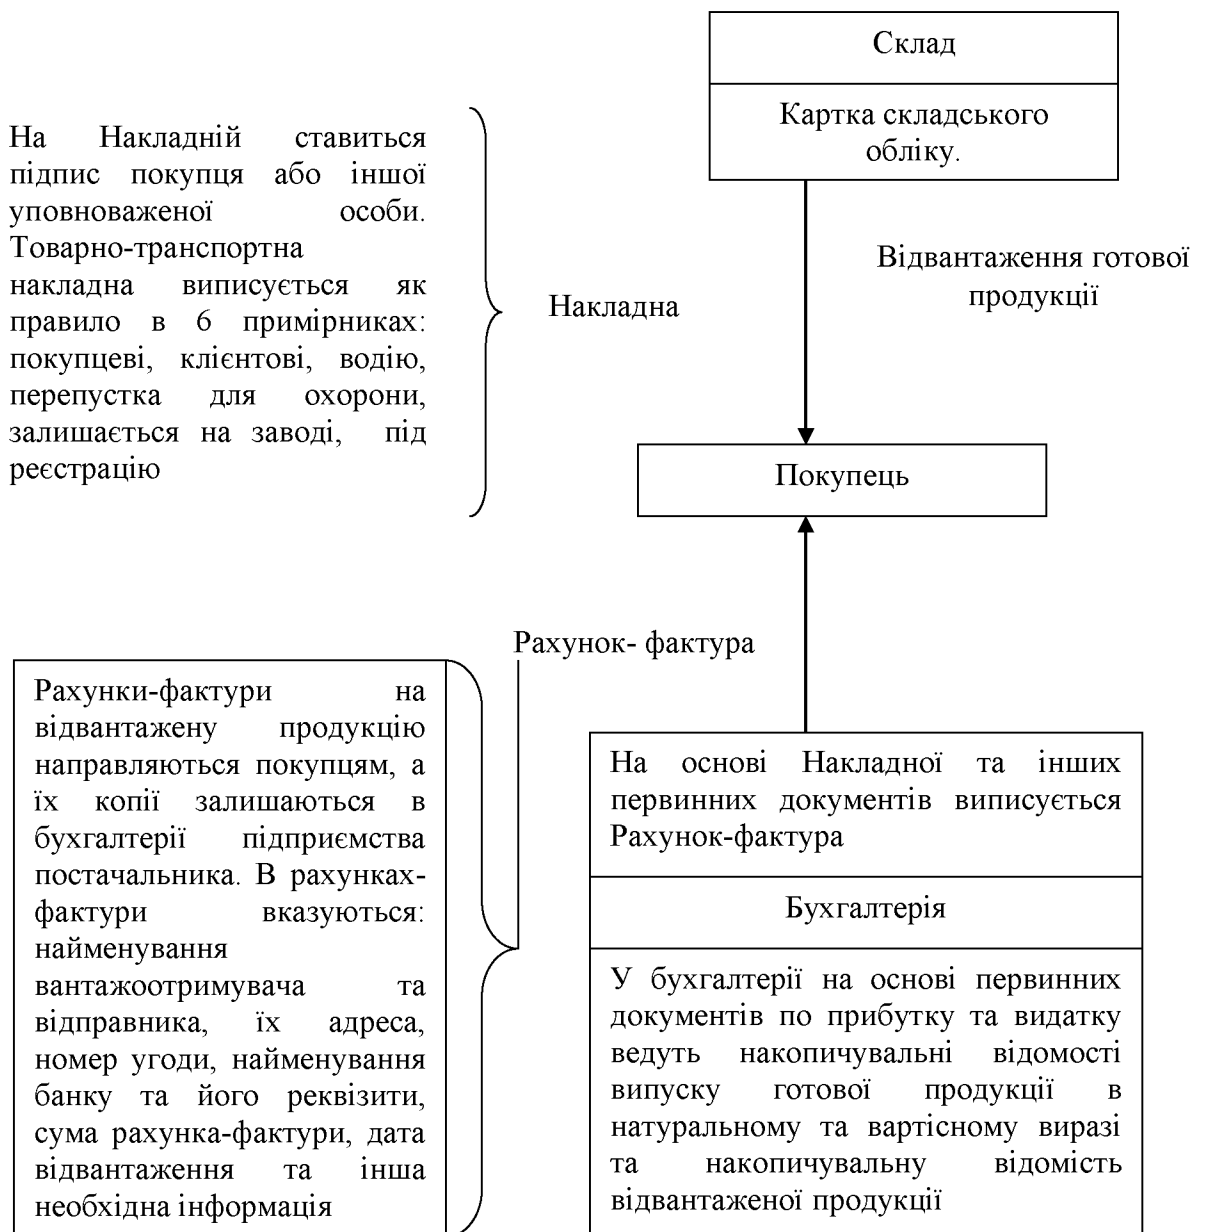 Склад
Картка складського
обліку.
На Накладній ставиться
підпис покупця або іншої
уповноваженої особи.
Товарно-транспортна
накладна виписується як
правило в 6 примірниках:
покупцеві, клієнтові, водію,
перепустка для охорони,
залишається на заводі, під
реєстрацію
Накладна
Відвантаження готової
продукції
Покупець
Рахунок- фактура
Рахунки-фактури на
відвантажену продукцію
направляються покупцям, а
їх копії залишаються в
бухгалтерії підприємства
постачальника. В рахунках-
фактури вказуються:
найменування
вантажоотримувача та
відправника, їх адреса,
номер угоди, найменування
банку та його реквізити,
сума рахунка-фактури, дата
відвантаження та інша
необхідна інформація
На основі Накладної та інших
первинних документів виписується
Рахунок-фактура
Бухгалтерія
У бухгалтерії на основі первинних
документів по прибутку та видатку
ведуть накопичувальні відомості
випуску готової продукції в
натуральному та вартісному виразі
та накопичувальну відомість
відвантаженої продукції